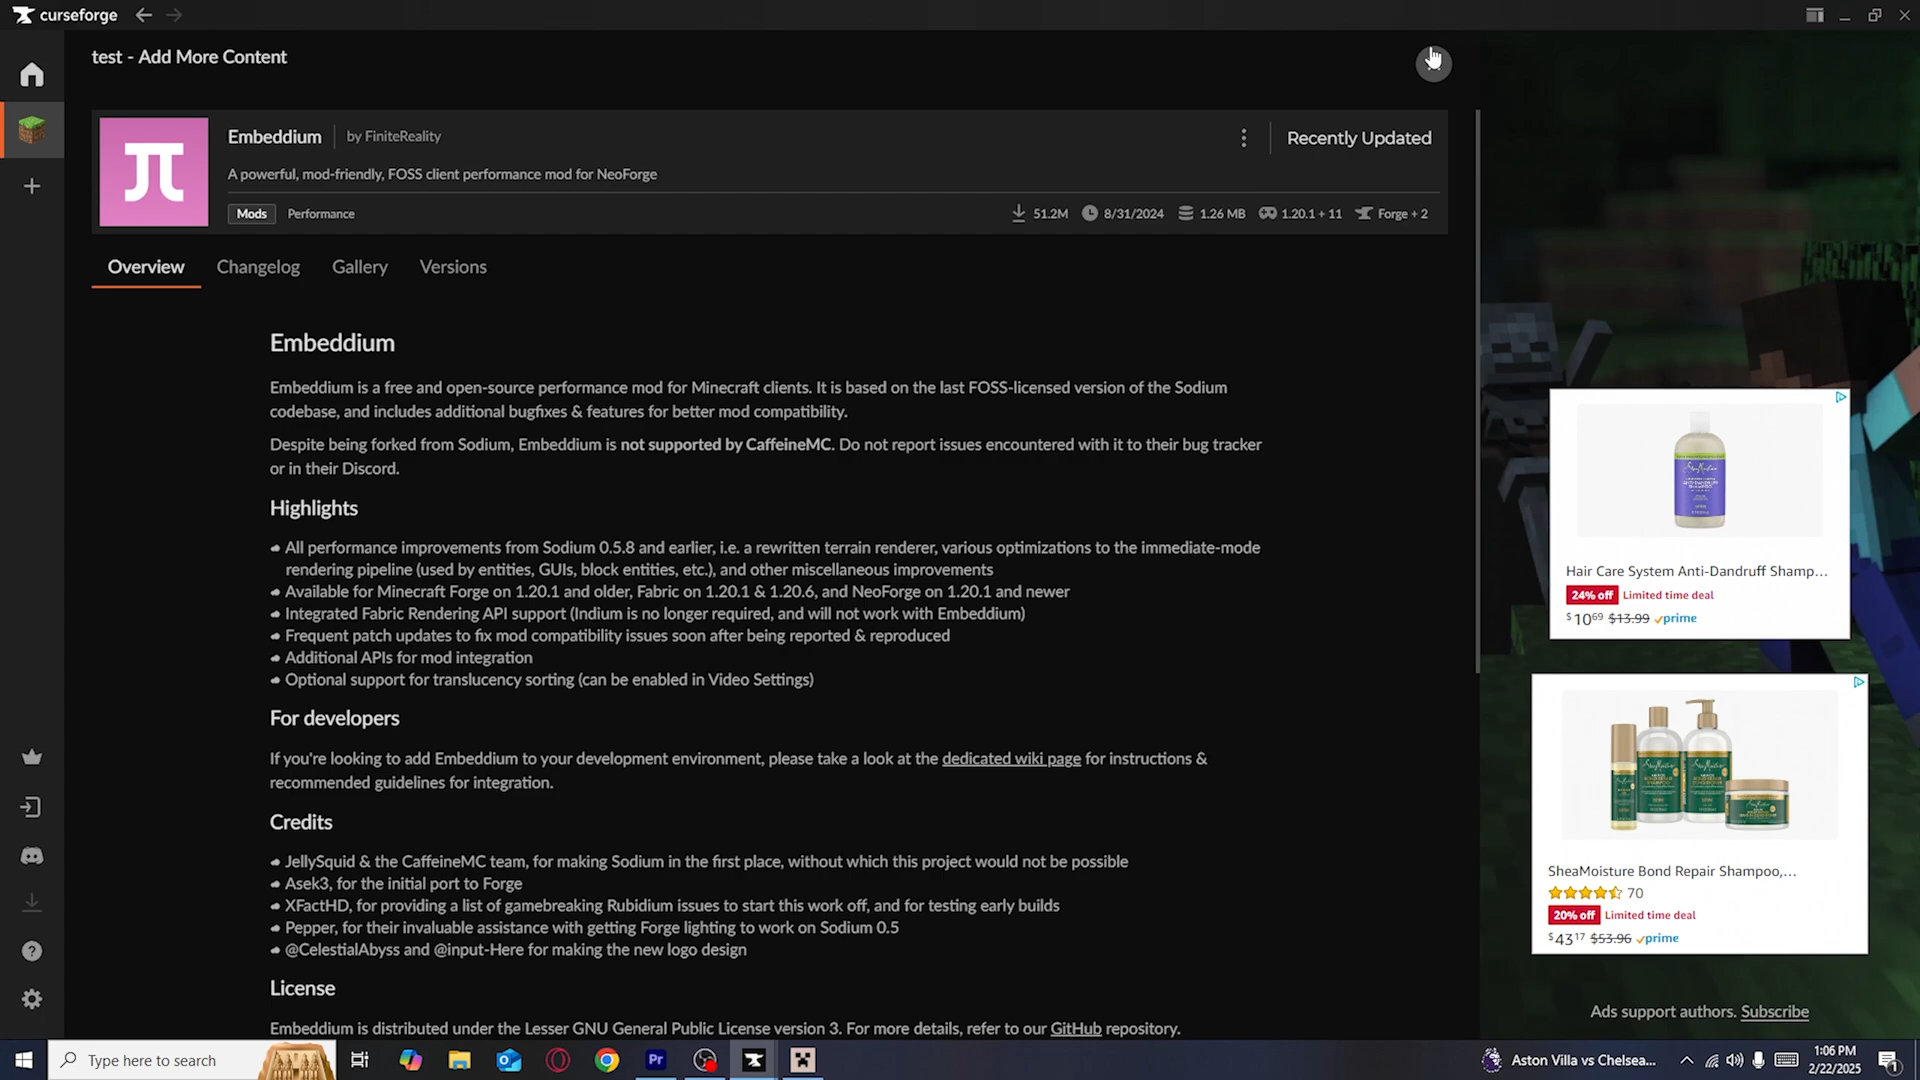 curseforge
test - Add More Content
Embeddium
by FiniteReality
Recently Updated
A powerful, mod-friendly, FOSS client performance mod for NeoForge
Mods
Performance
51.2M
8/31/2024
1.26 MB
1.20.1 + 11
Forge + 2
Overview
Changelog
Gallery
Versions
Embeddium
Embeddium is a free and open-source performance mod for Minecraft clients. It is based on the last FOSS-licensed version of the Sodium
codebase, and includes additional bugfixes & features for better mod compatibility.
Despite being forked from Sodium, Embeddium is not supported by CaffeineMC. Do not report issues encountered with it to their bug tracker
or in their Discord.
Highlights
All performance improvements from Sodium 0.5.8 and earlier, i.e. a rewritten terrain renderer, various optimizations to the immediate-mode
rendering pipeline (used by entities, GUIs, block entities, etc.), and other miscellaneous improvements
Available for Minecraft Forge on 1.20.1 and older, Fabric on 1.20.1 & 1.20.6, and NeoForge on 1.20.1 and newer
Integrated Fabric Rendering API support (Indium is no longer required, and will not work with Embeddium)
Frequent patch updates to fix mod compatibility issues soon after being reported & reproduced
Additional APIs for mod integration
Optional support for translucency sorting (can be enabled in Video Settings)
For developers
If you're looking to add Embeddium to your development environment, please take a look at the dedicated wiki page for instructions &
recommended guidelines for integration.
Credits
JellySquid & the CaffeineMC team, for making Sodium in the first place, without which this project would not be possible
Asek3, for the initial port to Forge
XFactHD, for providing a list of gamebreaking Rubidium issues to start this work off, and for testing early builds
Pepper, for their invaluable assistance with getting Forge lighting to work on Sodium 0.5
@CelestialAbyss and @input-Here for making the new logo design
License
Embeddium is distributed under the Lesser GNU General Public License version 3. For more details, refer to our GitHub repository.
Hair Care System Anti-Dandruff Shamp...
24% off Limited time deal
$10.69 $13.99 prime
SheaMoisture Bond Repair Shampoo,...
70
20% off Limited time deal
$43.17 $53.96 prime
Ads support authors. Subscribe
Type here to search
Pr
Aston Villa vs Chelsea...
1:06 PM
2/22/2025
1